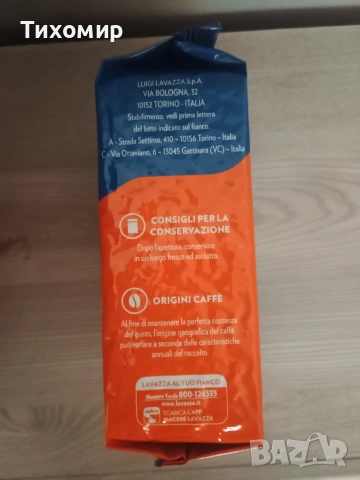 Тихомир
LUIGI LAVAZZA S.p.A.
VIA BOLOGNA, 32
10152 TORINO - ITALIA
Stabilimento: vedi prima lettera
del lotto indicato sul fianco.
A - Strada Settimo, 410 - 10156 Torino - Italia
C - Via Ottaviano, 6 - 13045 Gattinara (VC) - Italia
CONSIGLI PER LA
CONSERVAZIONE
Dopo l'apertura, conservare
in un luogo fresco ed asciutto.
ORIGINI CAFFÈ
Al fine di mantenere la perfetta costanza
del gusto, l'origine geografica del caffè
può variare a seconda delle caratteristiche
annuali del raccolto.
LAVAZZA AL TUO FIANCO
Numero Verde 800-124535
www.lavazza.it
SCARICA L'APP
PIACERE LAVAZZA
BAZAR.bg